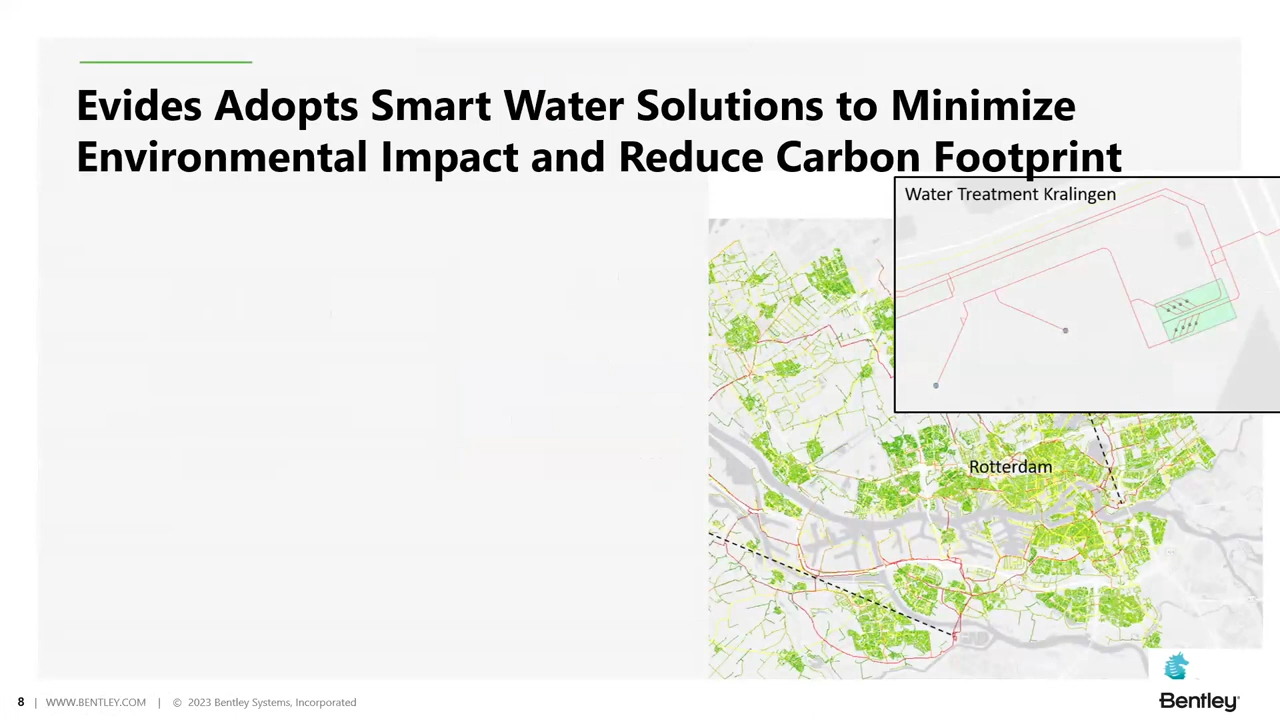 Evides Adopts Smart Water Solutions to Minimize
Environmental Impact and Reduce Carbon Footprint
Water Treatment Kralingen
Rotterdam
8 | WWW.BENTLEY.COM | © 2023 Bentley Systems, Incorporated
Bentley